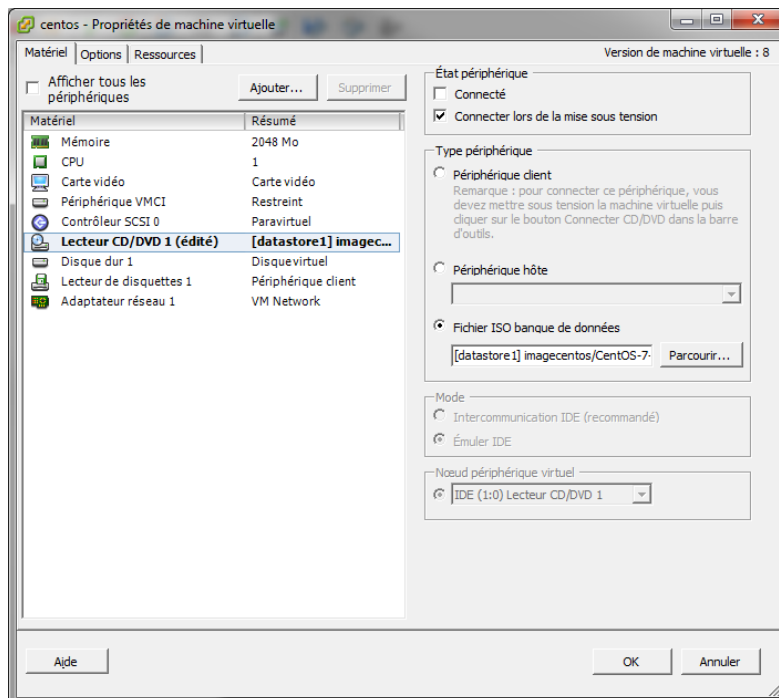 centos - Propriétés de machine virtuelle
Matériel Options Ressources
Version de machine virtuelle : 8
Afficher tous les
périphériques
Ajouter... Supprimer
Matériel Résumé
Mémoire 2048 Mo
CPU 1
Carte vidéo Carte vidéo
Périphérique VMCI Restreint
Contrôleur SCSI 0 Paravirtuel
Lecteur CD/DVD 1 (édité) [datastore1] imagec...
Disque dur 1 Disque virtuel
Lecteur de disquettes 1 Périphérique client
Adaptateur réseau 1 VM Network
État périphérique
Connecté
Connecter lors de la mise sous tension
Type périphérique
Périphérique client
Remarque : pour connecter ce périphérique, vous
devez mettre sous tension la machine virtuelle puis
cliquer sur le bouton Connecter CD/DVD dans la barre
d'outils.
Périphérique hôte
Fichier ISO banque de données
[datastore1] imagecentos/CentOS-7- Parcourir...
Mode
Intercommunication IDE (recommandé)
Émuler IDE
Nœud périphérique virtuel
IDE (1:0) Lecteur CD/DVD 1
Aide OK Annuler